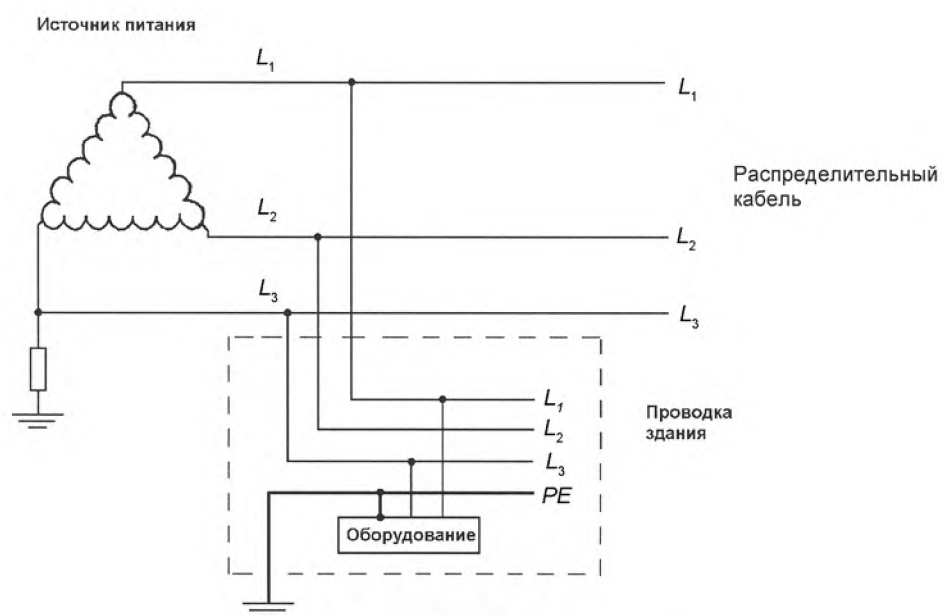 Источник питания
L₁
L₁
Распределительный
кабель
L₂
L₂
L₃
L₃
L₁
Проводка
здания
L₂
L₃
PE
Оборудование